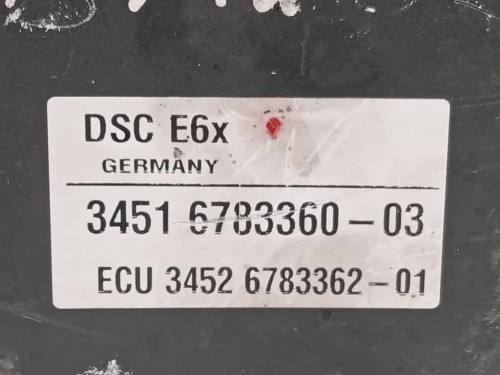 DSC E6x
GERMANY
3451 6783360-03
ECU 3452 6783362-01